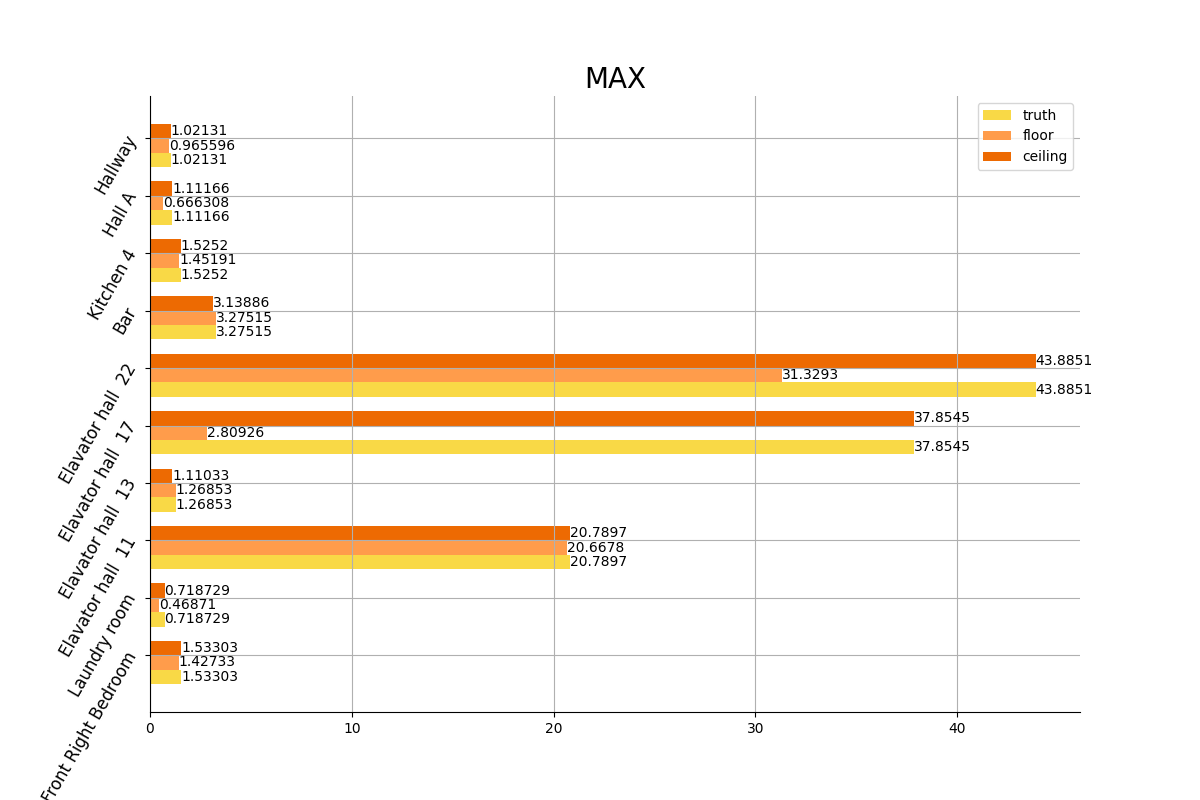 MAX
truth
floor
ceiling
Hallway
1.02131
0.965596
1.02131
Hall A
1.11166
0.666308
1.11166
Kitchen 4
1.5252
1.45191
1.5252
Bar
3.13886
3.27515
3.27515
Elavator hall 22
43.8851
31.3293
43.8851
Elavator hall 17
37.8545
2.80926
37.8545
Elavator hall 13
1.11033
1.26853
1.26853
Elavator hall 11
20.7897
20.6678
20.7897
Laundry room
0.718729
0.46871
0.718729
Front Right Bedroom
1.53303
1.42733
1.53303
0 10 20 30 40